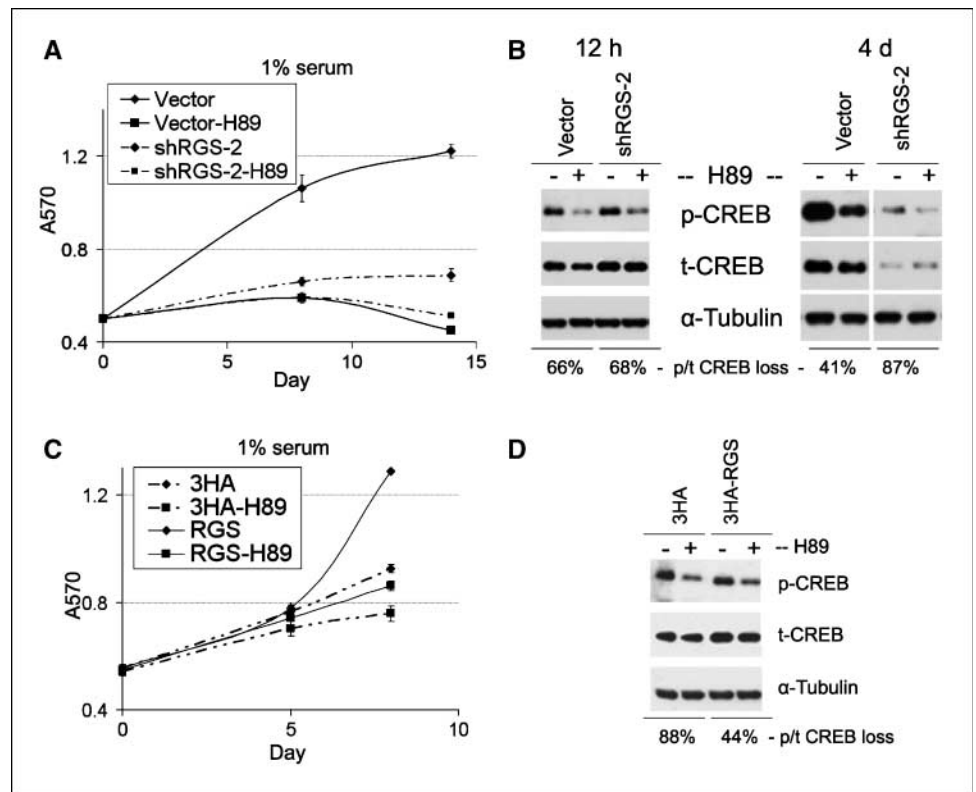 A
1% serum
Vector
Vector-H89
shRGS-2
shRGS-2-H89
1.2
0.8
0.4
A570
0 5 10 15
Day
B
12 h 4 d
Vector shRGS-2 Vector shRGS-2
- + - + -- H89 -- - + - +
p-CREB
t-CREB
α-Tubulin
66% 68% - p/t CREB loss - 41% 87%
C
1% serum
3HA
3HA-H89
RGS
RGS-H89
1.2
0.8
0.4
A570
0 5 10
Day
D
3HA 3HA-RGS
- + - + -- H89
p-CREB
t-CREB
α-Tubulin
88% 44% - p/t CREB loss